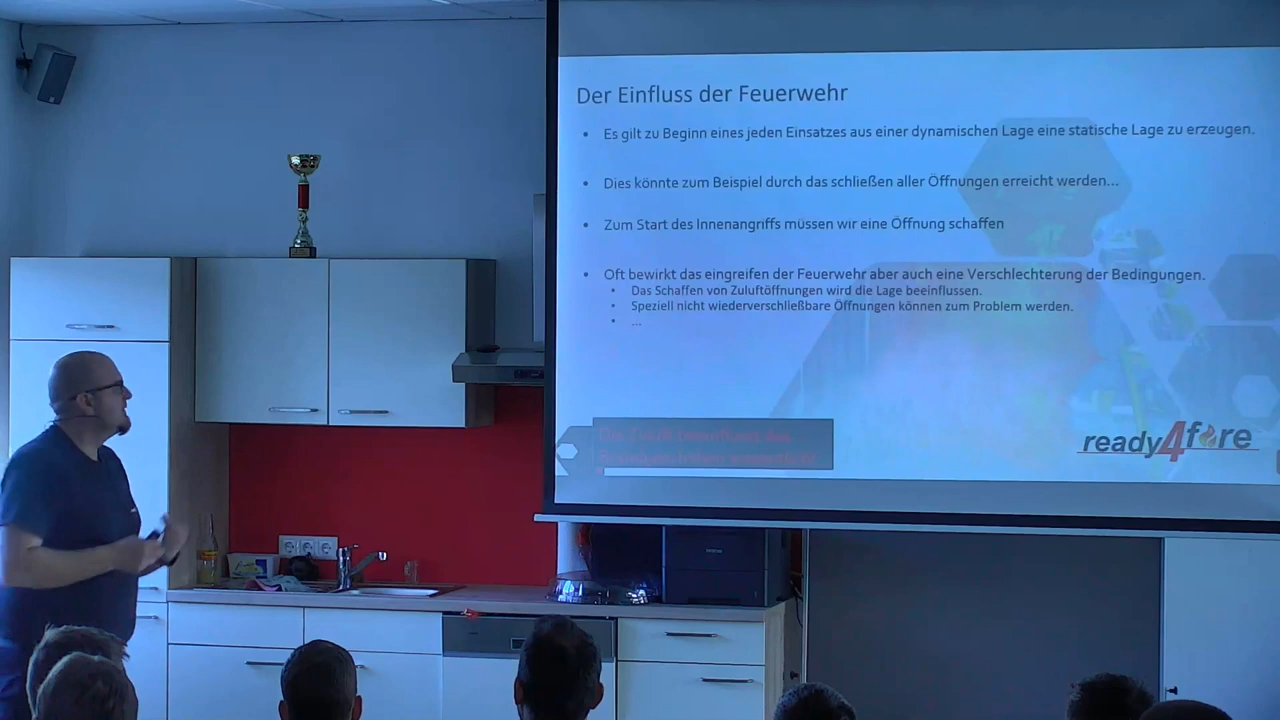 Der Einfluss der Feuerwehr
Es gilt zu Beginn eines jeden Einsatzes aus einer dynamischen Lage eine statische Lage zu erzeugen.
Dies könnte zum Beispiel durch das schließen aller Öffnungen erreicht werden...
Zum Start des Innenangriffs müssen wir eine Öffnung schaffen
Oft bewirkt das eingreifen der Feuerwehr aber auch eine Verschlechterung der Bedingungen.
Das Schaffen von Zuluftöffnungen wird die Lage beeinflussen.
Speziell nicht wiederverschließbare Öffnungen können zum Problem werden.
...
ready4fire